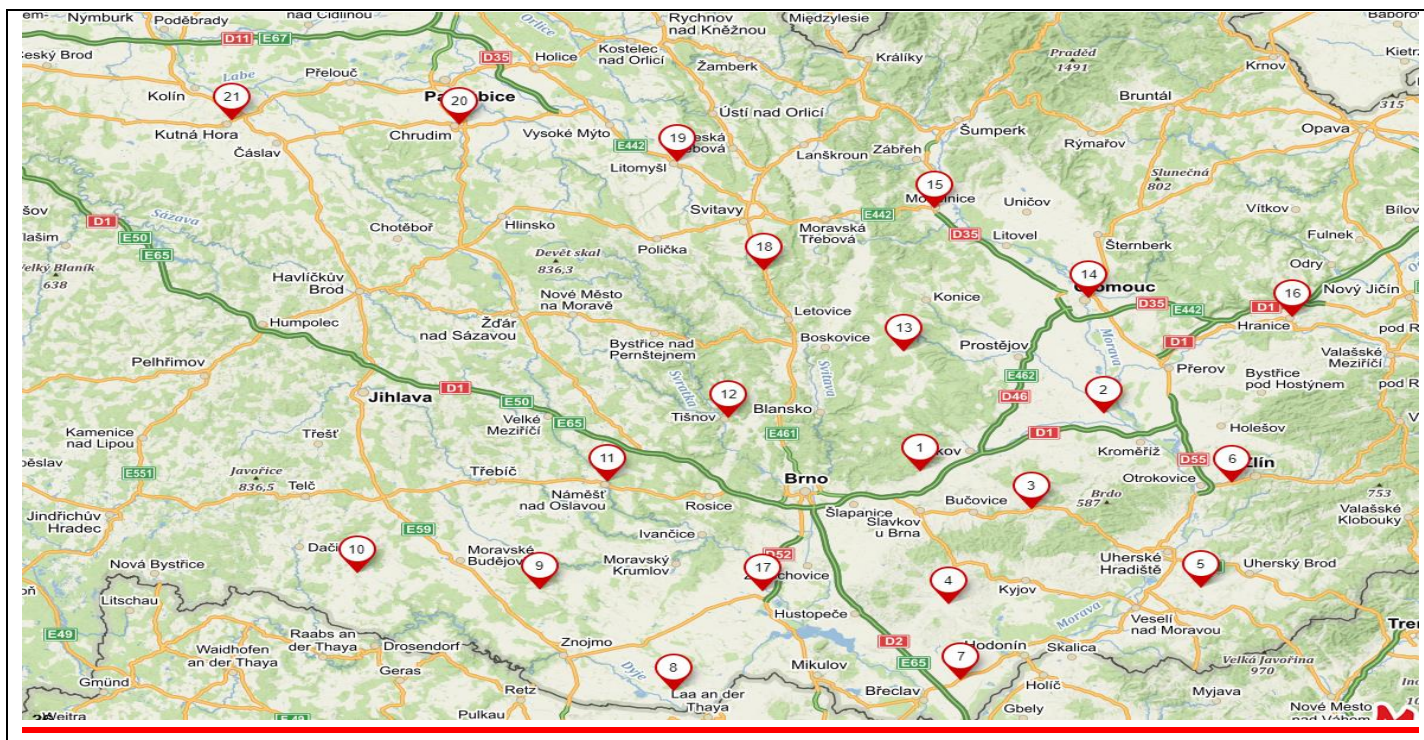 Nymburk
Poděbrady
nad Cidlinou
Orlice
Rychnov
nad Kněžnou
Międzylesie
Baborów
D11
E67
D35
Holice
Kostelec
nad Orlicí
Žamberk
Králíky
Praděd
1491
Krnov
Český Brod
Labe
Přelouč
Kolín
21
20
Bruntál
315
Kutná Hora
Chrudim
Vysoké Mýto
Ústí nad Orlicí
Opava
Čáslav
E442
19
Litomyšl
Lanškroun
Zábřeh
Šumperk
Rýmařov
Slunečná
802
15
Uničov
Sázava
D1
E50
E65
Chotěboř
Hlinsko
Svitavy
E442
Moravská
Třebová
D35
Litovel
Šternberk
Vítkov
Fulnek
Velký Blaník
638
Havlíčkův
Brod
Devět skal
836,3
Polička
18
14
Olomouc
Odry
16
Nový Jičín
Nové Město
na Moravě
Letovice
Konice
D35
E442
D1
Hranice
Humpolec
Žďár
nad Sázavou
Bystřice nad
Pernštejnem
Boskovice
13
Prostějov
Morava
D1
Pelhřimov
Svratka
Svitava
Přerov
Valašské
Meziříčí
Bystřice
pod Hostýnem
E462
D46
2
Jihlava
D1
E50
E65
12
Tišnov
Blansko
Velké
Meziříčí
Kamenice
nad Lipou
Třešť
E461
1
D1
Kroměříž
Holešov
E551
Javořice
836,5
Telč
Třebíč
11
Náměšť
nad Oslavou
Rosice
Brno
Bučovice
3
Brdo
587
D55
Otrokovice
6
Zlín
753
Valašské
Klobouky
Jindřichův
Hradec
Šlapanice
Slavkov
u Brna
Ivančice
E59
10
Moravské
Budějovice
9
Moravský
Krumlov
D52
17
Uherské
Hradiště
5
Uherský Brod
Nová Bystřice
Litschau
4
Kyjov
Hustopeče
Morava
Veselí
nad Moravou
E49
Waidhofen
an der Thaya
Raabs an
der Thaya
Drosendorf
Geras
Znojmo
Dyje
8
Laa an der
Thaya
Mikulov
D2
E65
7
Hodonín
Skalica
Velká Javořina
970
Gmünd
Retz
Břeclav
Holíč
Myjava
Weitra
Pulkau
Gbely
Nové Mesto
nad Váhom